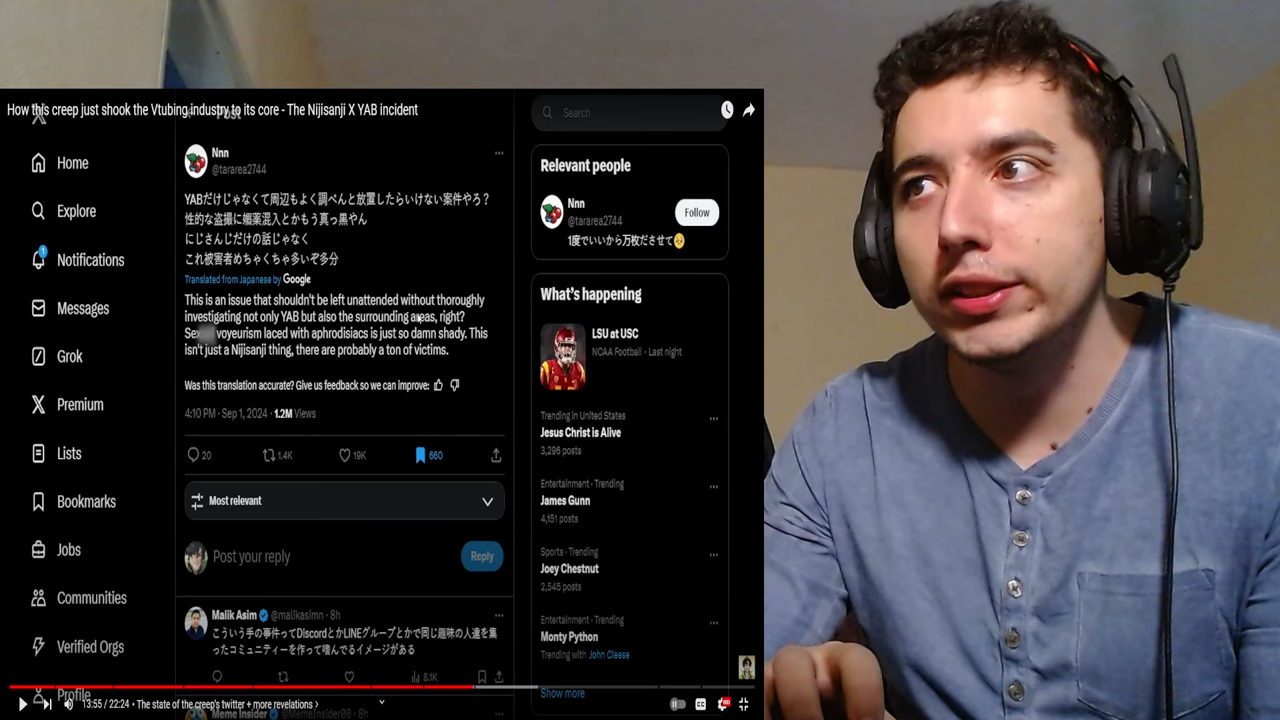 How this creep just shook the Vtubing industry to its core - The Nijisanji X YAB incident
Post
Search
Home
Explore
1
Notifications
Messages
Grok
Premium
Lists
Bookmarks
Jobs
Communities
Verified Orgs
Profile
Nnn
@tararea2744
YABだけじゃなくて周辺もよく調べんと放置したらいけない案件やろ？
性的な盗撮に媚薬混入とかもう真っ黒やん
にじさんじだけの話じゃなく
これ被害者めちゃくちゃ多いぞ多分
Translated from Japanese by Google
This is an issue that shouldn't be left unattended without thoroughly
investigating not only YAB but also the surrounding areas, right?
voyeurism laced with aphrodisiacs is just so damn shady. This
isn't just a Nijisanji thing, there are probably a ton of victims.
Was this translation accurate? Give us feedback so we can improve:
4:10 PM · Sep 1, 2024 · 1.2M Views
20
1.4K
19K
660
Most relevant
Post your reply
Reply
Malik Asim @malikasimn · 8h
こういう手の事件ってDiscordとかLINEグループとかで同じ趣味の人達を集
ったコミュニティーを作って嗜んでるイメージがある
8.1K
Meme Insider @MemeInsider08 · 8h
Relevant people
Nnn
@tararea2744
Follow
1度でいいから万枚ださせて🥺
What's happening
LSU at USC
NCAA Football · Last night
Trending in United States
Jesus Christ is Alive
3,296 posts
Entertainment · Trending
James Gunn
4,151 posts
Sports · Trending
Joey Chestnut
2,545 posts
Entertainment · Trending
Monty Python
Trending with John Cleese
Show more
13:55 / 22:24 • The state of the creep's twitter + more revelations ›
CC
HD